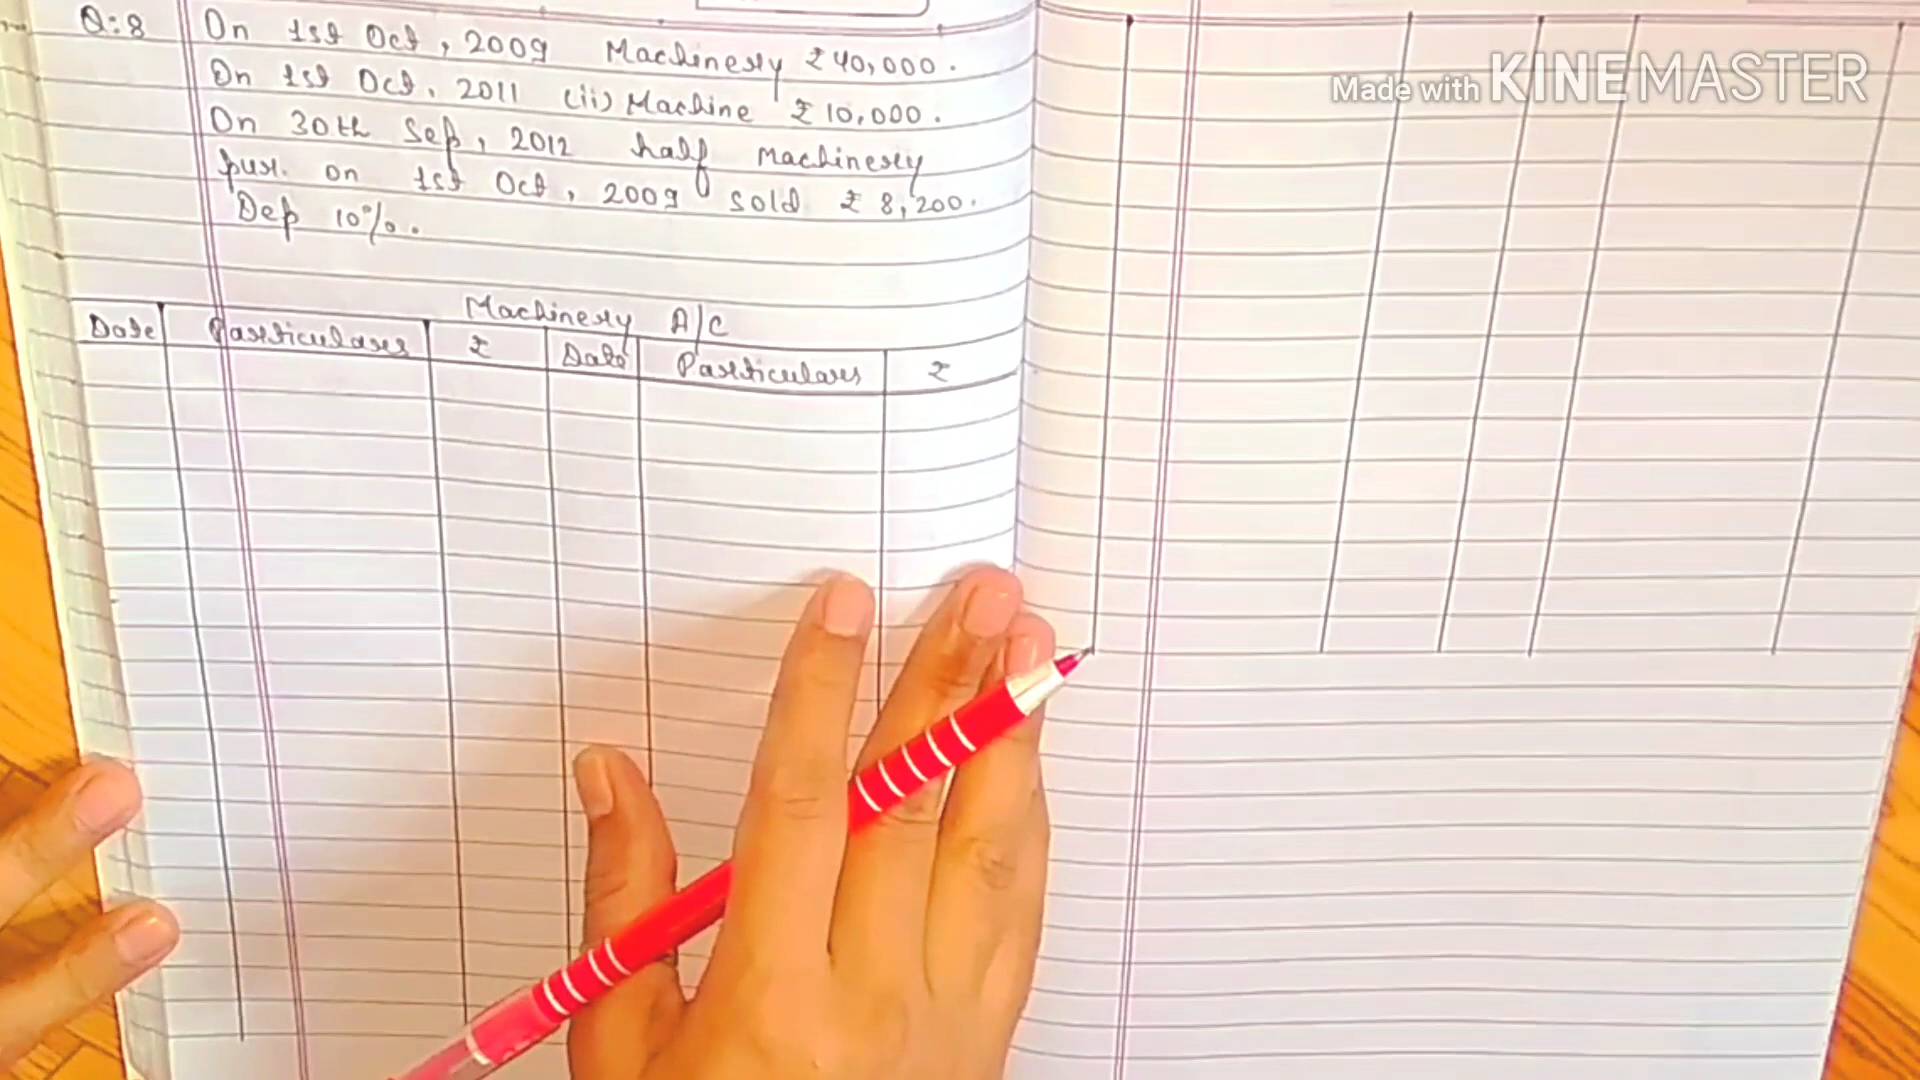 Q:8 On 1st Oct, 2009 Machinery ₹ 40,000.
On 1st Oct. 2011 (ii) Machine ₹ 10,000.
On 30th Sep, 2012 half Machinery
pur. on 1st Oct, 2009 sold ₹ 8,200.
Dep 10%.
Machinery A/C
Date Particulars ₹ Date Particulars ₹
Made with KINEMASTER